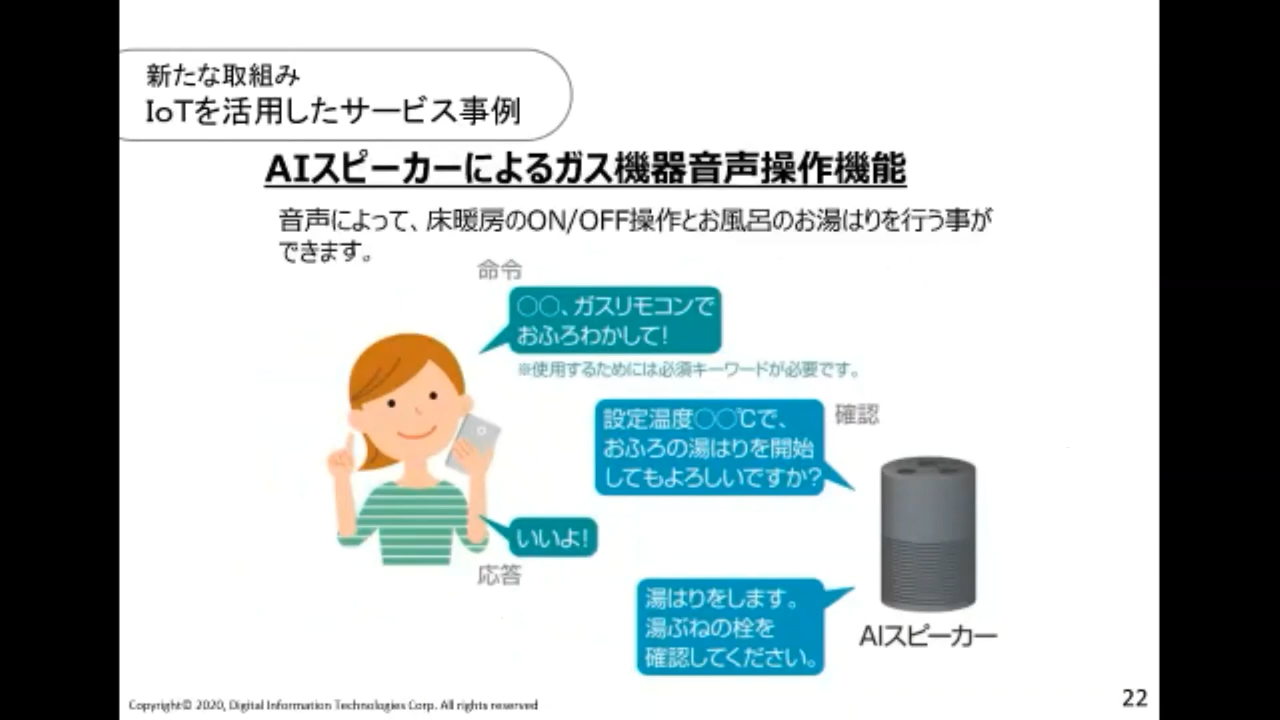 新たな取組み
IoTを活用したサービス事例
AIスピーカーによるガス機器音声操作機能
音声によって、床暖房のON/OFF操作とお風呂のお湯はりを行う事が
できます。
命令
○○、ガスリモコンで
おふろわかして!
※使用するためには必須キーワードが必要です。
設定温度○○℃で、
おふろの湯はりを開始
してもよろしいですか?
確認
いいよ!
応答
湯はりをします。
湯ぶねの栓を
確認してください。
AIスピーカー
Copyright© 2020, Digital Information Technologies Corp. All rights reserved
22